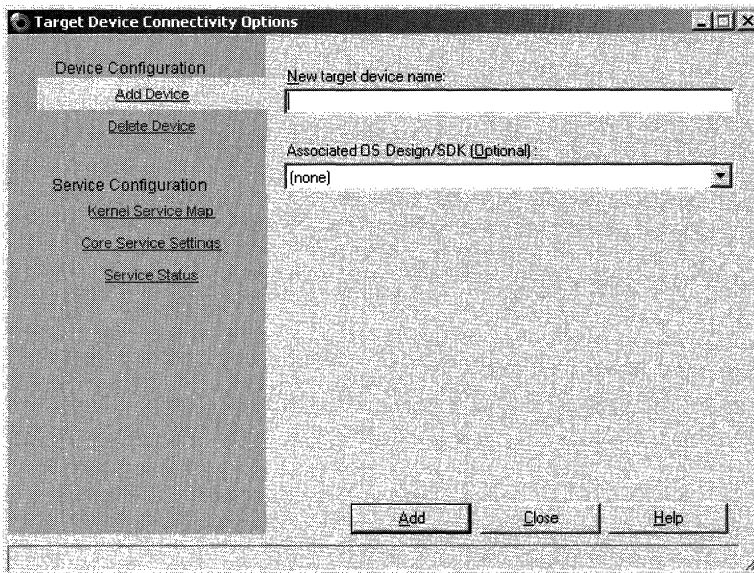 Target Device Connectivity Options
Device Configuration
Add Device
Delete Device
Service Configuration
Kernel Service Map
Core Service Settings
Service Status
New target device name:
Associated OS Design/SDK (Optional):
(none)
Add
Close
Help